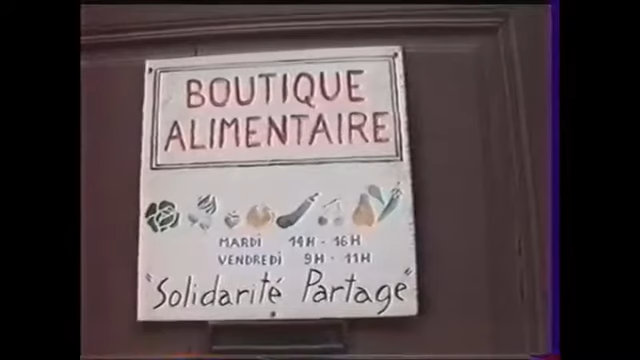 BOUTIQUE
ALIMENTAIRE
MARDI 14H - 16H
VENDREDI 9H - 11H
"Solidarité Partage"